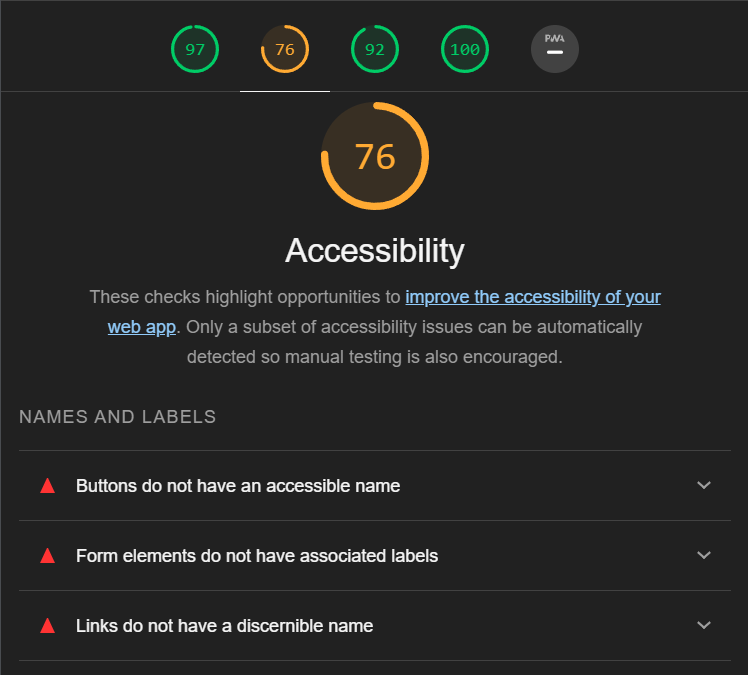 97 76 92 100 PWA
76
Accessibility
These checks highlight opportunities to improve the accessibility of your
web app. Only a subset of accessibility issues can be automatically
detected so manual testing is also encouraged.
NAMES AND LABELS
Buttons do not have an accessible name
Form elements do not have associated labels
Links do not have a discernible name